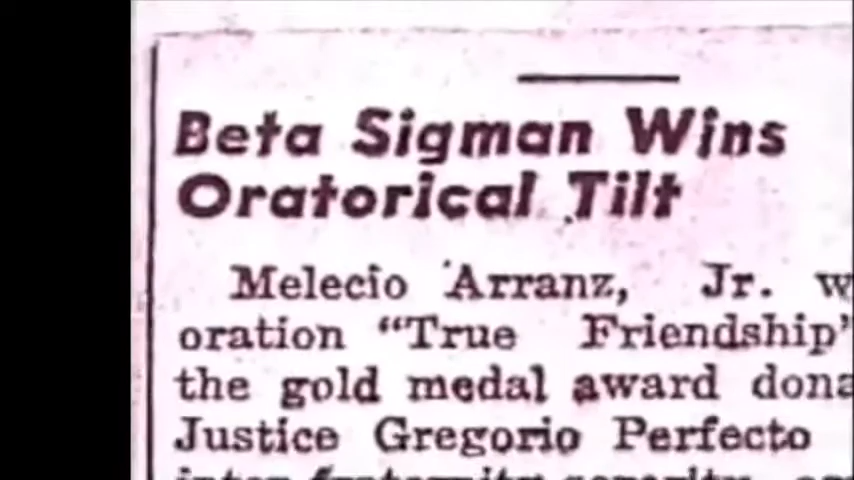 Beta Sigman Wins
Oratorical Tilt
Melecio Arranz, Jr.
oration "True Friendship"
the gold medal award
Justice Gregorio Perfecto